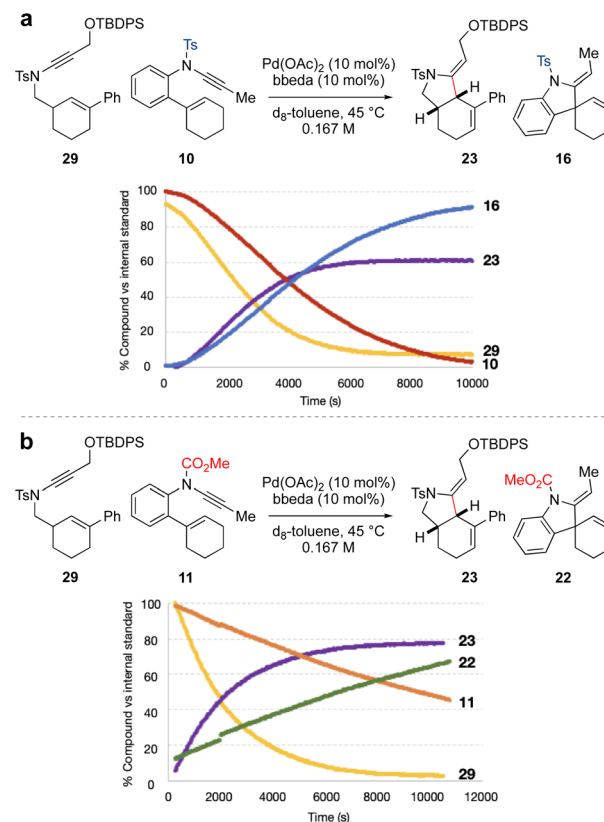 a
OTBDPS
TsN
Ph
29
Ts
N
Me
10
Pd(OAc)2 (10 mol%)
bbeda (10 mol%)
d8-toluene, 45 °C
0.167 M
OTBDPS
TsN
H
H
Ph
23
Ts
N
Me
16
% Compound vs internal standard
100
80
60
40
20
0
16
23
29
10
0 2000 4000 6000 8000 10000
Time (s)
b
OTBDPS
TsN
Ph
29
CO2Me
N
Me
11
Pd(OAc)2 (10 mol%)
bbeda (10 mol%)
d8-toluene, 45 °C
0.167 M
OTBDPS
TsN
H
H
Ph
23
MeO2C
N
Me
22
% Compound vs internal standard
100
80
60
40
20
0
23
22
11
29
0 2000 4000 6000 8000 10000 12000
Time (s)